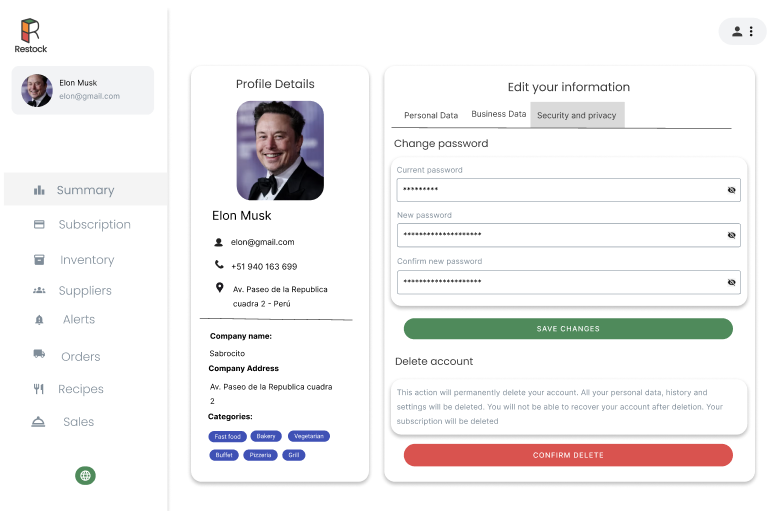 Restock
Elon Musk
elon@gmail.com
Summary
Subscription
Inventory
Suppliers
Alerts
Orders
Recipes
Sales
Profile Details
Elon Musk
elon@gmail.com
+51 940 163 699
Av. Paseo de la Republica
cuadra 2 - Perú
Company name:
Sabrocito
Company Address
Av. Paseo de la Republica cuadra
2
Categories:
Fast food Bakery Vegetarian
Buffet Pizzeria Grill
Edit your information
Personal Data Business Data Security and privacy
Change password
Current password
*********
New password
********************
Confirm new password
********************
SAVE CHANGES
Delete account
This action will permanently delete your account. All your personal data, history and
settings will be deleted. You will not be able to recover your account after deletion. Your
subscription will be deleted
CONFIRM DELETE